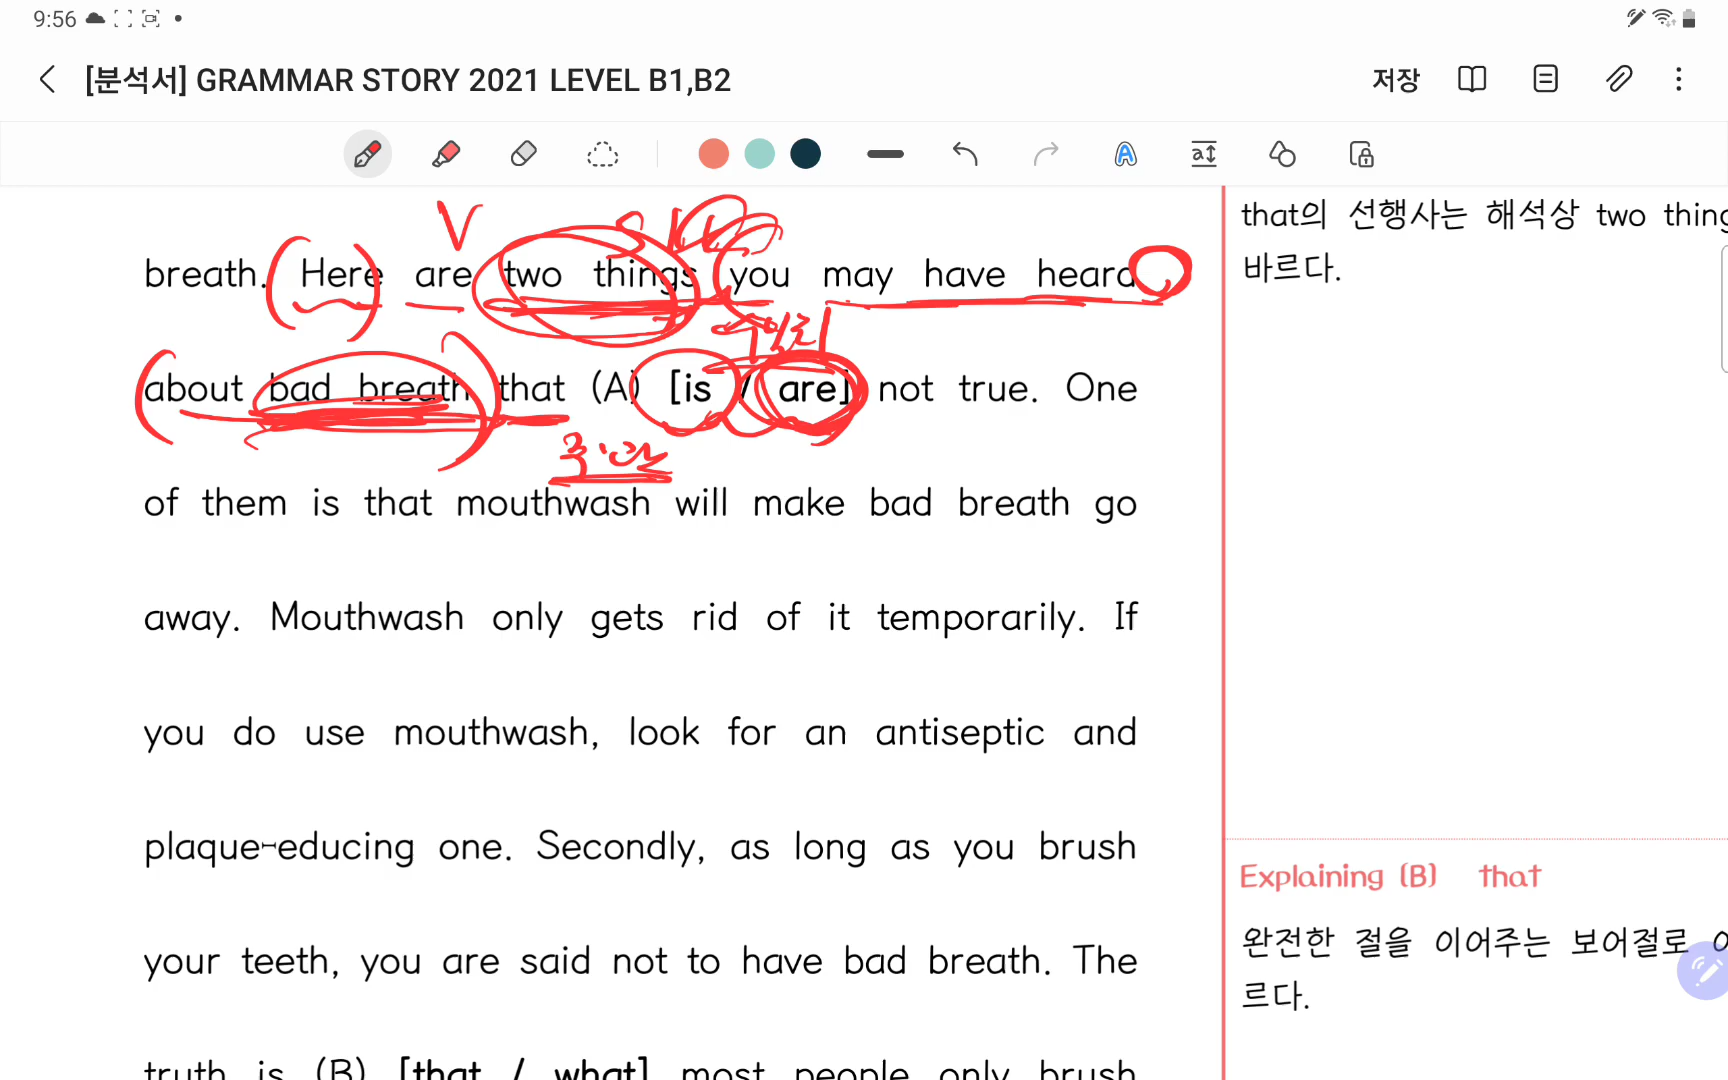 9:56
[분석서] GRAMMAR STORY 2021 LEVEL B1,B2
저장
V S
breath. (Here are two things you may have heard
(about bad breath) that (A) [is / are] not true. One
주.관
of them is that mouthwash will make bad breath go
away. Mouthwash only gets rid of it temporarily. If
you do use mouthwash, look for an antiseptic and
plaque-educing one. Secondly, as long as you brush
your teeth, you are said not to have bad breath. The
truth is (B) [that / what] most people only brush
that의 선행사는 해석상 two thing
바르다.
Explaining (B) that
완전한 절을 이어주는 보어절로
르다.